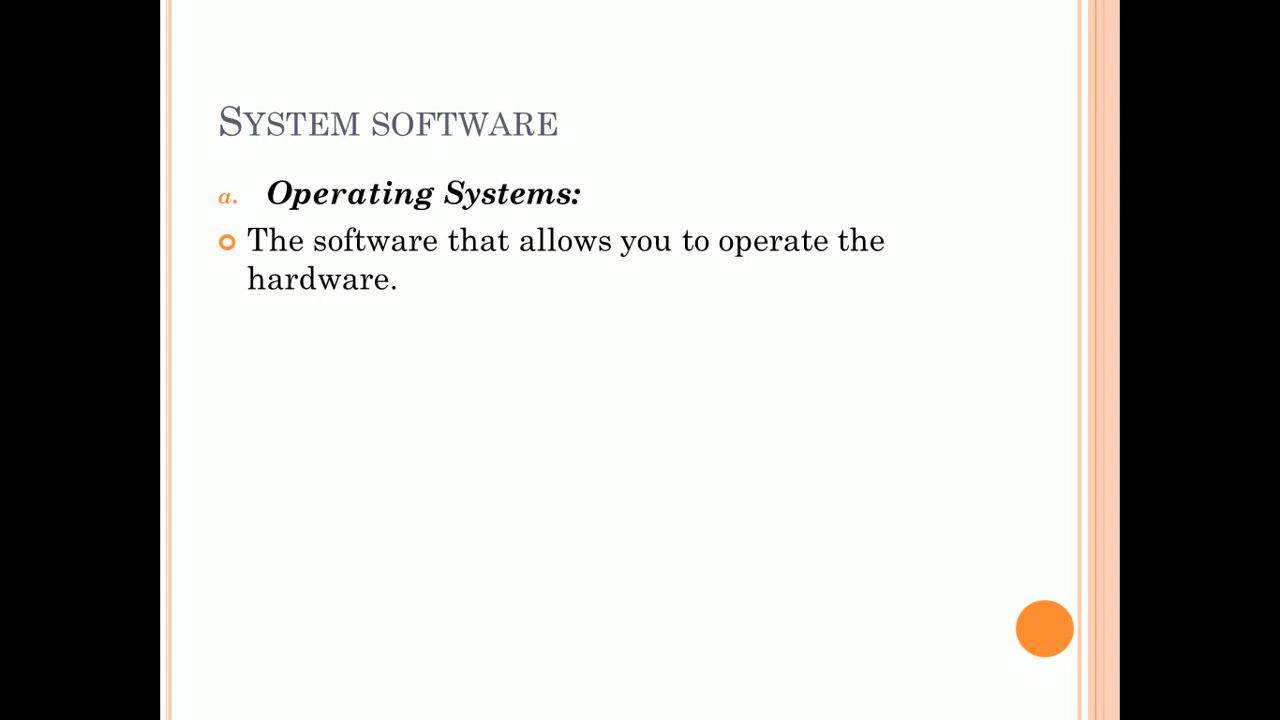 System software
a. Operating Systems:
The software that allows you to operate the
hardware.